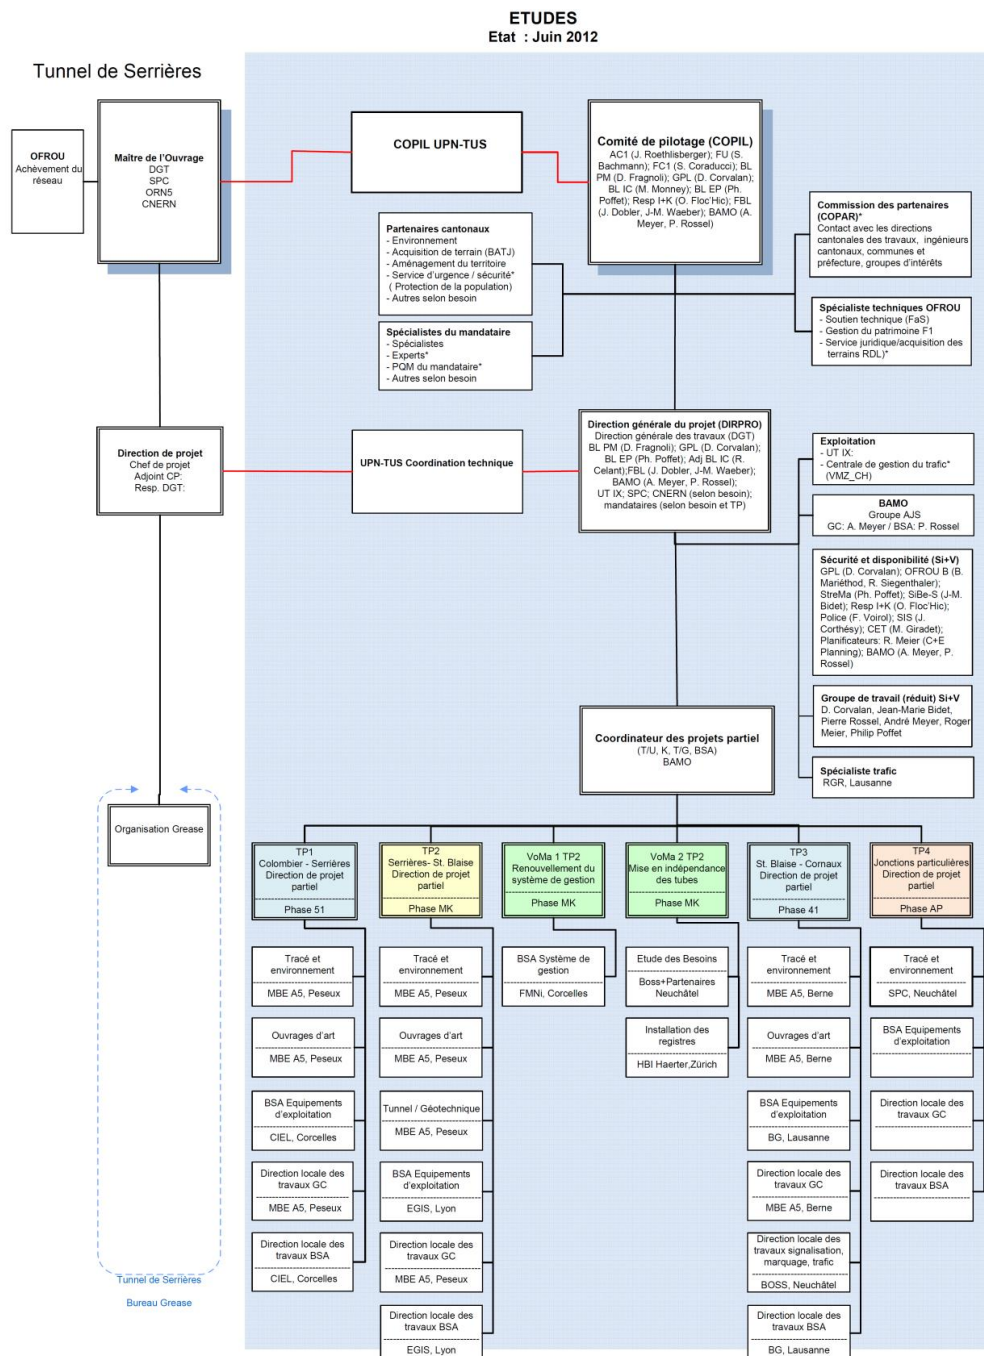 ETUDES
Etat : Juin 2012
Tunnel de Serrières
OFROU
Achèvement du
réseau
Maître de l'Ouvrage
DGT
SPC
ORN5
CNERN
COPIL UPN-TUS
Comité de pilotage (COPIL)
AC1 (J. Roethlisberger); FU (S.
Bachmann); FC1 (S. Coraducci); BL
PM (D. Fragnoli); GPL (D. Corvalan);
BL IC (M. Monney); BL EP (Ph.
Poffet); Resp I+K (O. Floc'Hic); FBL
(J. Dobler, J-M. Waeber); BAMO (A.
Meyer, P. Rossel)
Partenaires cantonaux
- Environnement
- Acquisition de terrain (BATJ)
- Aménagement du territoire
- Service d'urgence / sécurité*
( Protection de la population)
- Autres selon besoin
Spécialistes du mandataire
- Spécialistes
- Experts*
- PQM du mandataire*
- Autres selon besoin
Commission des partenaires
(COPAR)*
Contact avec les directions
cantonales des travaux, ingénieurs
cantonaux, communes et
préfecture, groupes d'intérêts
Spécialiste techniques OFROU
- Soutien technique (FaS)
- Gestion du patrimoine F1
- Service juridique/acquisition des
terrains RDL)*
Direction de projet
Chef de projet
Adjoint CP:
Resp. DGT:
UPN-TUS Coordination technique
Direction générale du projet (DIRPRO)
Direction générale des travaux (DGT)
BL PM (D. Fragnoli); GPL (D. Corvalan);
BL EP (Ph. Poffet); Adj BL IC (R.
Celant);FBL (J. Dobler, J-M. Waeber);
BAMO (A. Meyer, P. Rossel);
UT IX; SPC; CNERN (selon besoin);
mandataires (selon besoin et TP)
Exploitation
- UT IX:
- Centrale de gestion du trafic*
(VMZ_CH)
BAMO
Groupe AJS
GC: A. Meyer / BSA: P. Rossel
Sécurité et disponibilité (Si+V)
GPL (D. Corvalan); OFROU B (B.
Mariéthod, R. Siegenthaler);
StreMa (Ph. Poffet); SiBe-S (J-M.
Bidet); Resp I+K (O. Floc'Hic);
Police (F. Voirol); SIS (J.
Corthésy); CET (M. Giradet);
Planificateurs: R. Meier (C+E
Planning); BAMO (A. Meyer, P.
Rossel)
Groupe de travail (réduit) Si+V
D. Corvalan, Jean-Marie Bidet,
Pierre Rossel, André Meyer, Roger
Meier, Philip Poffet
Spécialiste trafic
RGR, Lausanne
Coordinateur des projets partiel
(T/U, K, T/G, BSA)
BAMO
Organisation Grease
Tunnel de Serrières
Bureau Grease
TP1
Colombier - Serrières
Direction de projet
partiel
Phase 51
Tracé et
environnement
MBE A5, Peseux
Ouvrages d'art
MBE A5, Peseux
BSA Equipements
d'exploitation
CIEL, Corcelles
Direction locale des
travaux GC
MBE A5, Peseux
Direction locale des
travaux BSA
CIEL, Corcelles
TP2
Serrières- St. Blaise
Direction de projet
partiel
Phase MK
Tracé et
environnement
MBE A5, Peseux
Ouvrages d'art
MBE A5, Peseux
Tunnel / Géotechnique
MBE A5, Peseux
BSA Equipements
d'exploitation
EGIS, Lyon
Direction locale des
travaux GC
MBE A5, Peseux
Direction locale des
travaux BSA
EGIS, Lyon
VoMa 1 TP2
Renouvellement du
système de gestion
Phase MK
BSA Système de
gestion
FMNi, Corcelles
VoMa 2 TP2
Mise en indépendance
des tubes
Phase MK
Etude des Besoins
Boss+Partenaires
Neuchâtel
Installation des
registres
HBI Haerter,Zürich
TP3
St. Blaise - Cornaux
Direction de projet
partiel
Phase 41
Tracé et
environnement
MBE A5, Berne
Ouvrages d'art
MBE A5, Berne
BSA Equipements
d'exploitation
BG, Lausanne
Direction locale des
travaux GC
MBE A5, Berne
Direction locale des
travaux signalisation,
marquage, trafic
BOSS, Neuchâtel
Direction locale des
travaux BSA
BG, Lausanne
TP4
Jonctions particulières
Direction de projet
partiel
Phase AP
Tracé et
environnement
SPC, Neuchâtel
BSA Equipements
d'exploitation
Direction locale des
travaux GC
Direction locale des
travaux BSA